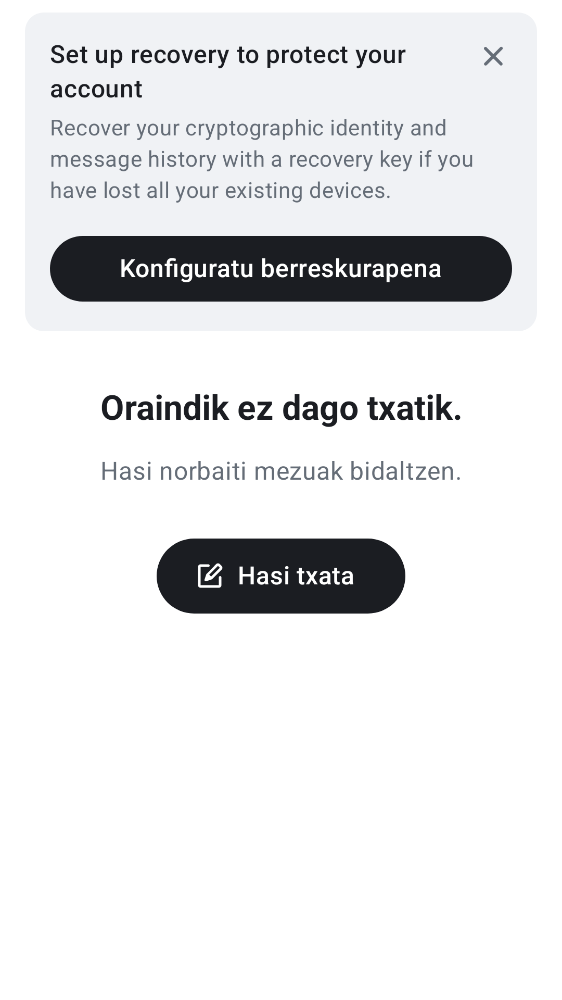 Set up recovery to protect your
account
Recover your cryptographic identity and
message history with a recovery key if you
have lost all your existing devices.
Konfiguratu berreskurapena
Oraindik ez dago txatik.
Hasi norbaiti mezuak bidaltzen.
Hasi txata